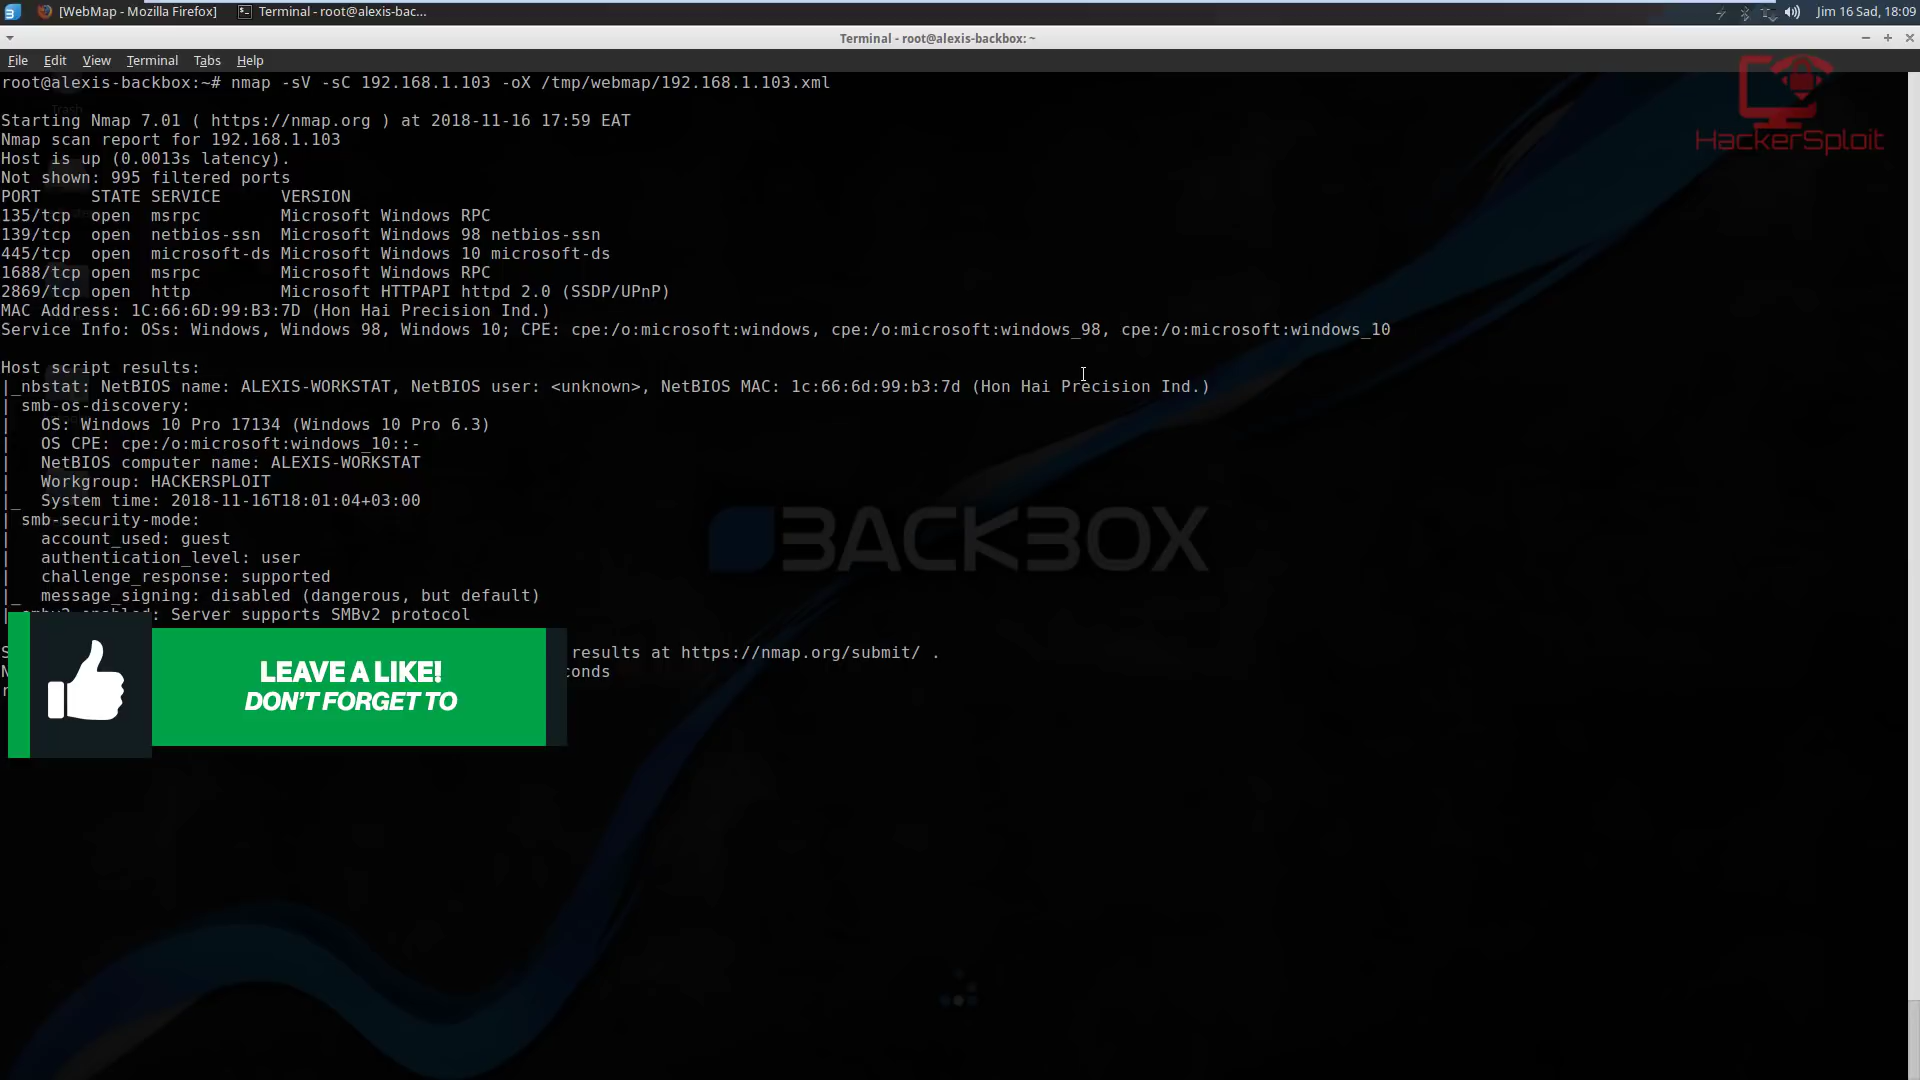 [WebMap - Mozilla Firefox]
Terminal - root@alexis-bac...
Jim 16 Sad, 18:09
Terminal - root@alexis-backbox: ~
File Edit View Terminal Tabs Help
root@alexis-backbox:~# nmap -sV -sC 192.168.1.103 -oX /tmp/webmap/192.168.1.103.xml
Trash
HackerSploit
Starting Nmap 7.01 ( https://nmap.org ) at 2018-11-16 17:59 EAT
Nmap scan report for 192.168.1.103
Host is up (0.0013s latency).
Not shown: 995 filtered ports
PORT STATE SERVICE VERSION
135/tcp open msrpc Microsoft Windows RPC
139/tcp open netbios-ssn Microsoft Windows 98 netbios-ssn
445/tcp open microsoft-ds Microsoft Windows 10 microsoft-ds
1688/tcp open msrpc Microsoft Windows RPC
2869/tcp open http Microsoft HTTPAPI httpd 2.0 (SSDP/UPnP)
MAC Address: 1C:66:6D:99:B3:7D (Hon Hai Precision Ind.)
Service Info: OSs: Windows, Windows 98, Windows 10; CPE: cpe:/o:microsoft:windows, cpe:/o:microsoft:windows_98, cpe:/o:microsoft:windows_10
Host script results:
|_nbstat: NetBIOS name: ALEXIS-WORKSTAT, NetBIOS user: <unknown>, NetBIOS MAC: 1c:66:6d:99:b3:7d (Hon Hai Precision Ind.)
| smb-os-discovery:
|   OS: Windows 10 Pro 17134 (Windows 10 Pro 6.3)
|   OS CPE: cpe:/o:microsoft:windows_10::-
|   NetBIOS computer name: ALEXIS-WORKSTAT
|   Workgroup: HACKERSPLOIT
|_  System time: 2018-11-16T18:01:04+03:00
| smb-security-mode:
|   account_used: guest
|   authentication_level: user
|   challenge_response: supported
|_  message_signing: disabled (dangerous, but default)
: Server supports SMBv2 protocol
results at https://nmap.org/submit/ .
LEAVE A LIKE!
DON'T FORGET TO
BACKBOX